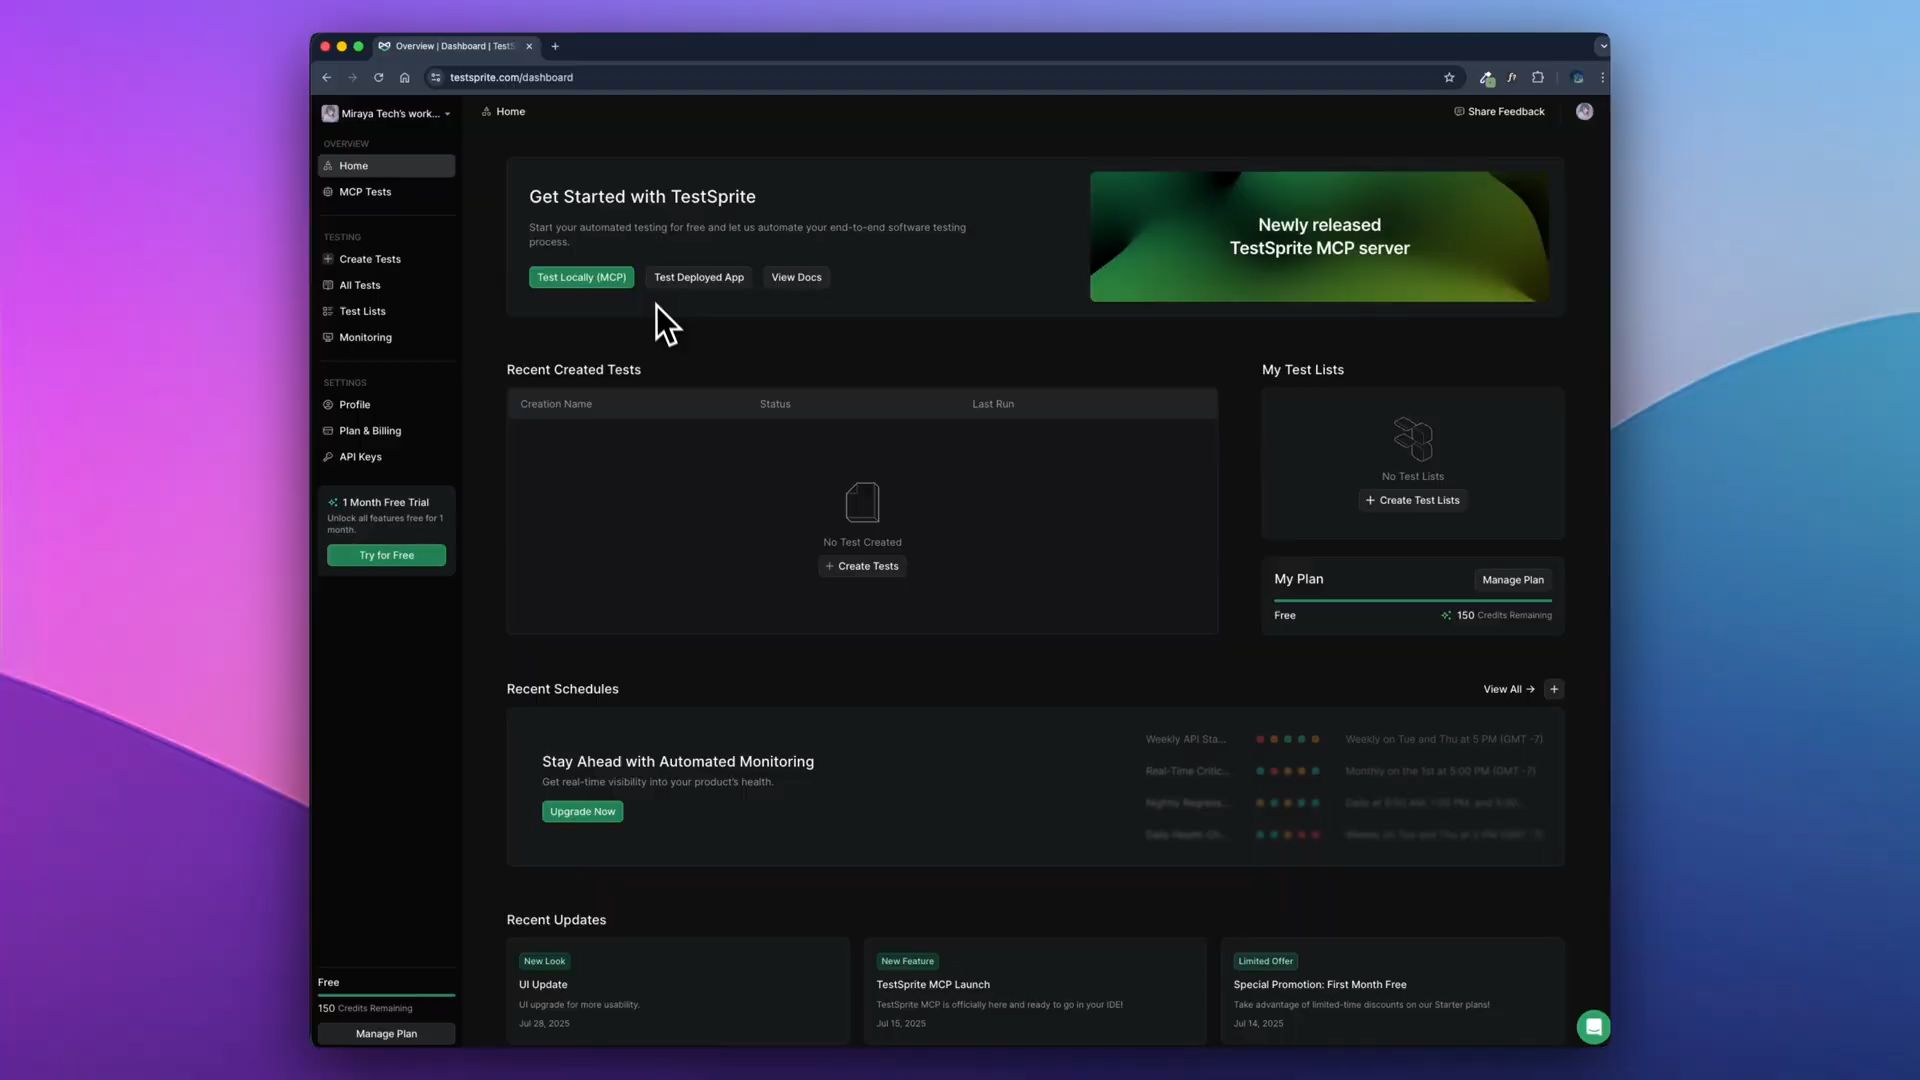 Overview | Dashboard | TestS
testsprite.com/dashboard
Miraya Tech's work...
Home
Share Feedback
OVERVIEW
Home
MCP Tests
TESTING
Create Tests
All Tests
Test Lists
Monitoring
SETTINGS
Profile
Plan & Billing
API Keys
1 Month Free Trial
Unlock all features free for 1
month.
Try for Free
Free
150 Credits Remaining
Manage Plan
Get Started with TestSprite
Start your automated testing for free and let us automate your end-to-end software testing
process.
Test Locally (MCP)
Test Deployed App
View Docs
Newly released
TestSprite MCP server
Recent Created Tests
Creation Name
Status
Last Run
No Test Created
+ Create Tests
My Test Lists
No Test Lists
+ Create Test Lists
My Plan
Manage Plan
Free
150 Credits Remaining
Recent Schedules
View All →
+
Stay Ahead with Automated Monitoring
Get real-time visibility into your product's health.
Upgrade Now
Weekly API Sta...
Weekly on Tue and Thu at 5 PM (GMT -7)
Real-Time Critic...
Monthly on the 1st at 5:00 PM (GMT -7)
Recent Updates
New Look
UI Update
UI upgrade for more usability.
Jul 28, 2025
New Feature
TestSprite MCP Launch
TestSprite MCP is officially here and ready to go in your IDE!
Jul 15, 2025
Limited Offer
Special Promotion: First Month Free
Take advantage of limited-time discounts on our Starter plans!
Jul 14, 2025